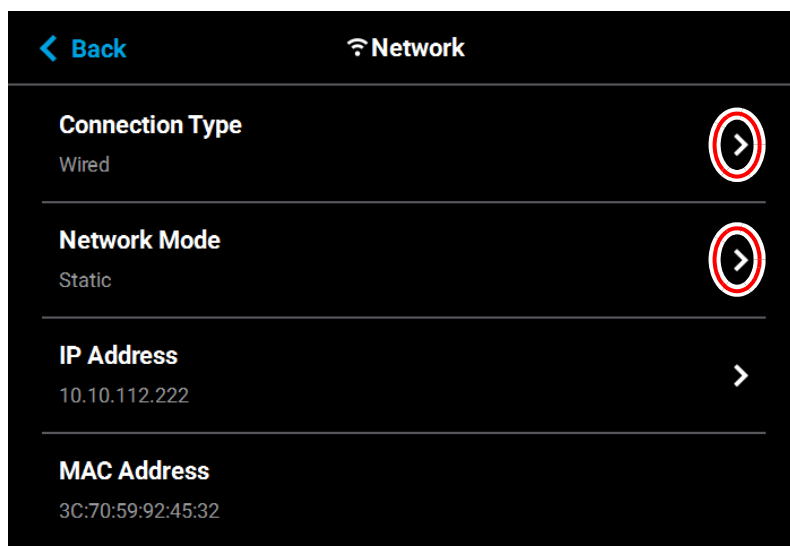 Back
Network
Connection Type
Wired
Network Mode
Static
IP Address
10.10.112.222
MAC Address
3C:70:59:92:45:32